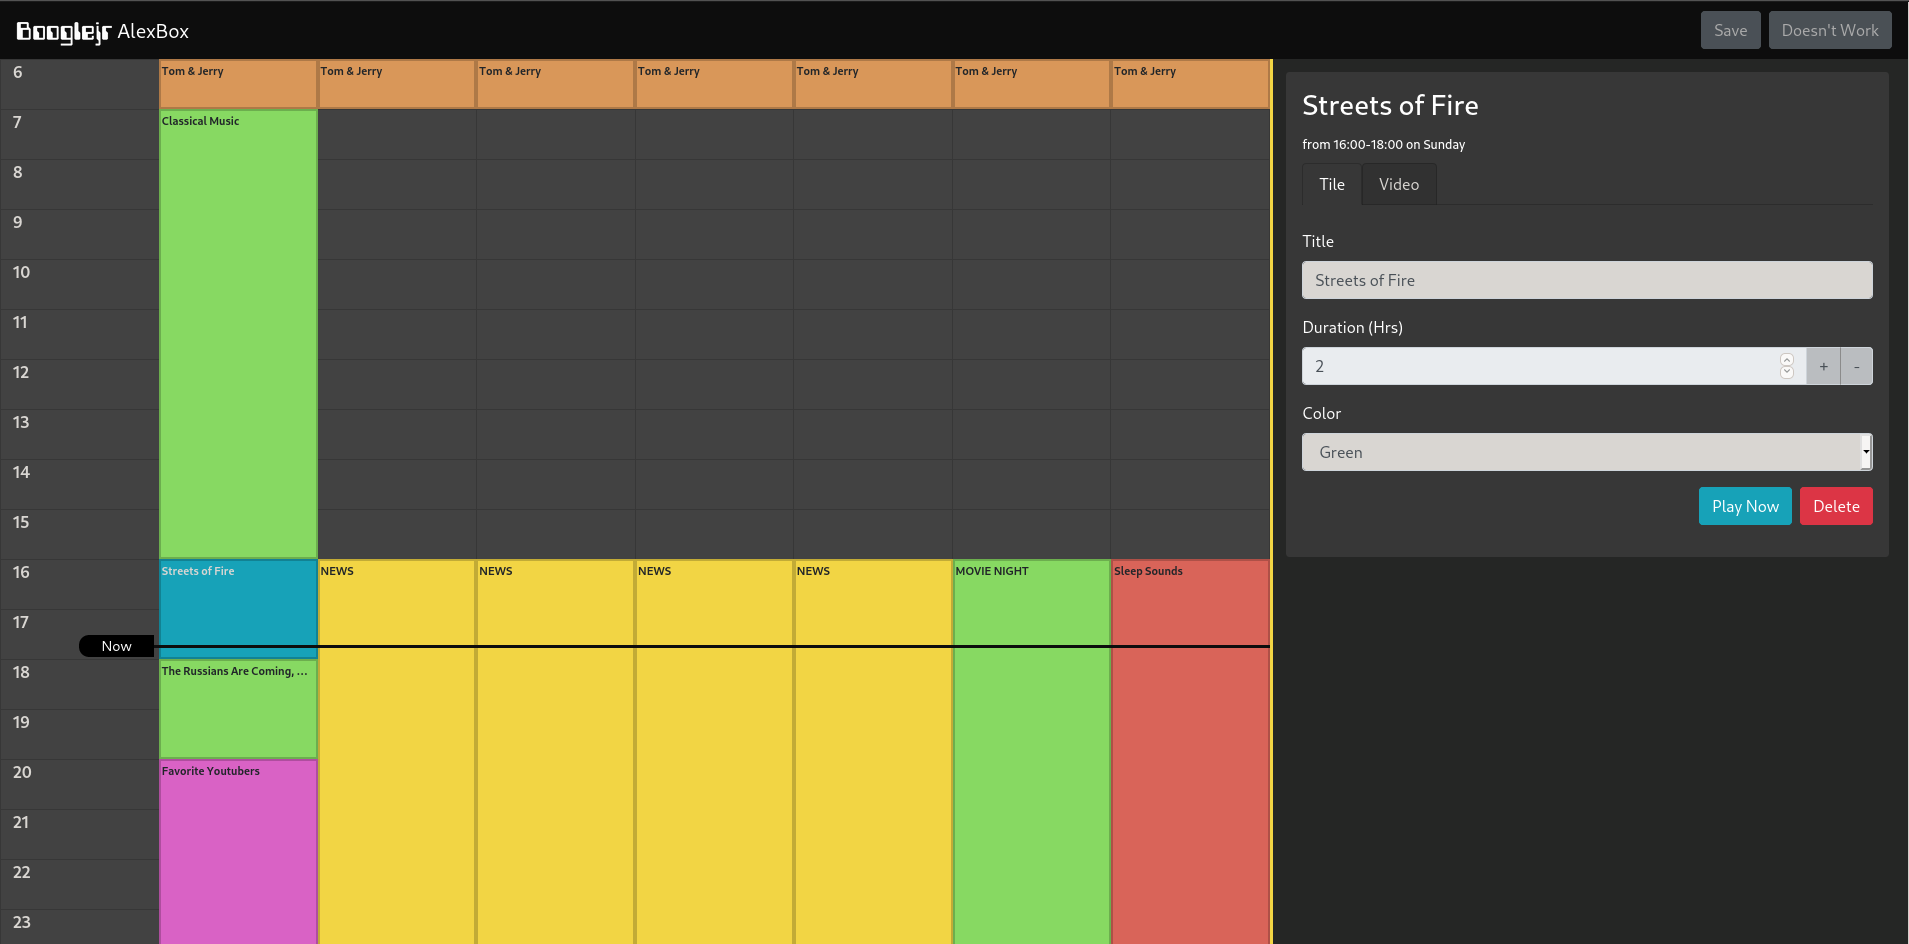 Booglejr AlexBox
Save
Doesn't Work
6
Tom & Jerry
Tom & Jerry
Tom & Jerry
Tom & Jerry
Tom & Jerry
Tom & Jerry
Tom & Jerry
7
Classical Music
8
9
10
11
12
13
14
15
16
Streets of Fire
NEWS
NEWS
NEWS
NEWS
MOVIE NIGHT
Sleep Sounds
17
Now
18
The Russians Are Coming, ...
19
20
Favorite Youtubers
21
22
23
Streets of Fire
from 16:00-18:00 on Sunday
Tile
Video
Title
Streets of Fire
Duration (Hrs)
2
+
-
Color
Green
Play Now
Delete